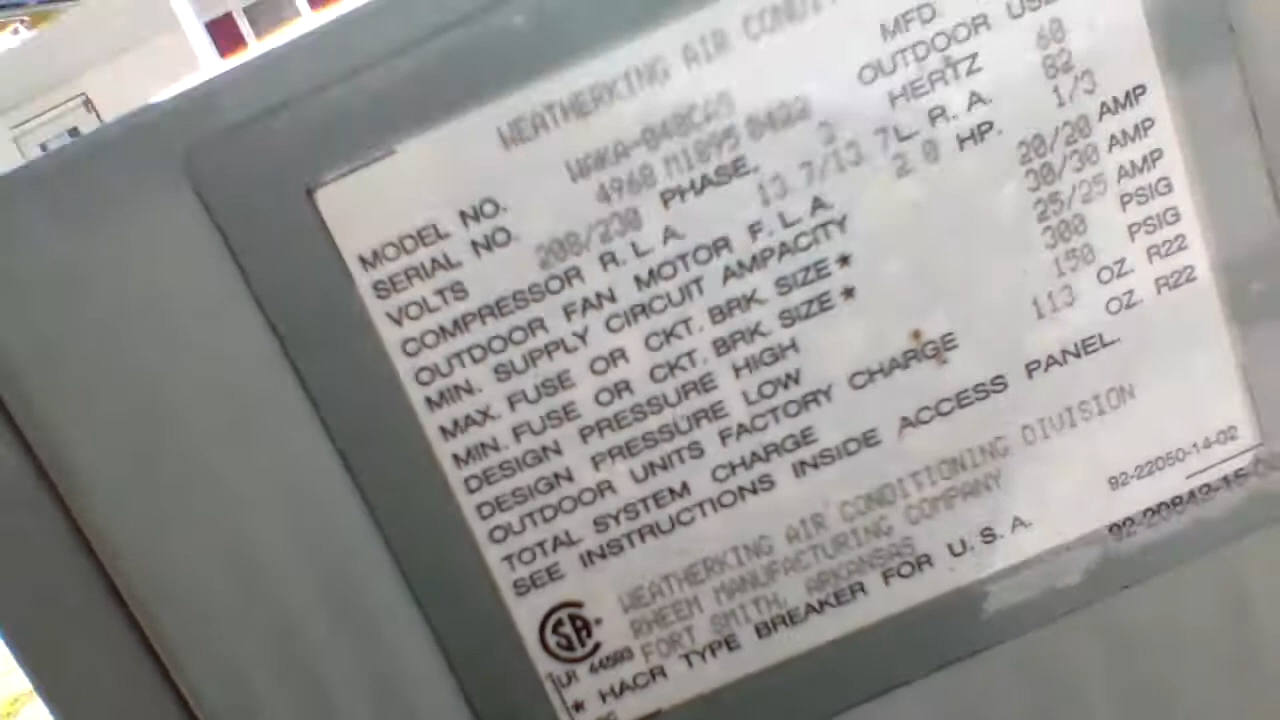 WEATHERKING AIR
MFD
OUTDOOR USE
MODEL NO. WAKA-048CAS HERTZ 60
SERIAL NO. 4960 M1895 0422 L. R. A. 82
VOLTS 208/230 PHASE. 3 HP. 1/3
COMPRESSOR R. L. A. 13 7/13 7
OUTDOOR FAN MOTOR F. L. A. 2 0
MIN. SUPPLY CIRCUIT AMPACITY 20/20 AMP
MAX. FUSE OR CKT. BRK. SIZE* 30/30 AMP
MIN. FUSE OR CKT. BRK. SIZE* 25/25 AMP
DESIGN PRESSURE HIGH 300 PSIG
DESIGN PRESSURE LOW 150 PSIG
OUTDOOR UNITS FACTORY CHARGE 113 OZ. R22
TOTAL SYSTEM CHARGE OZ. R22
SEE INSTRUCTIONS INSIDE ACCESS PANEL.
WEATHERKING AIR CONDITIONING DIVISION
RHEEM MANUFACTURING COMPANY
FORT SMITH, ARKANSAS
92-22050-14-02
SA
44593
* HACR TYPE BREAKER FOR U. S. A.